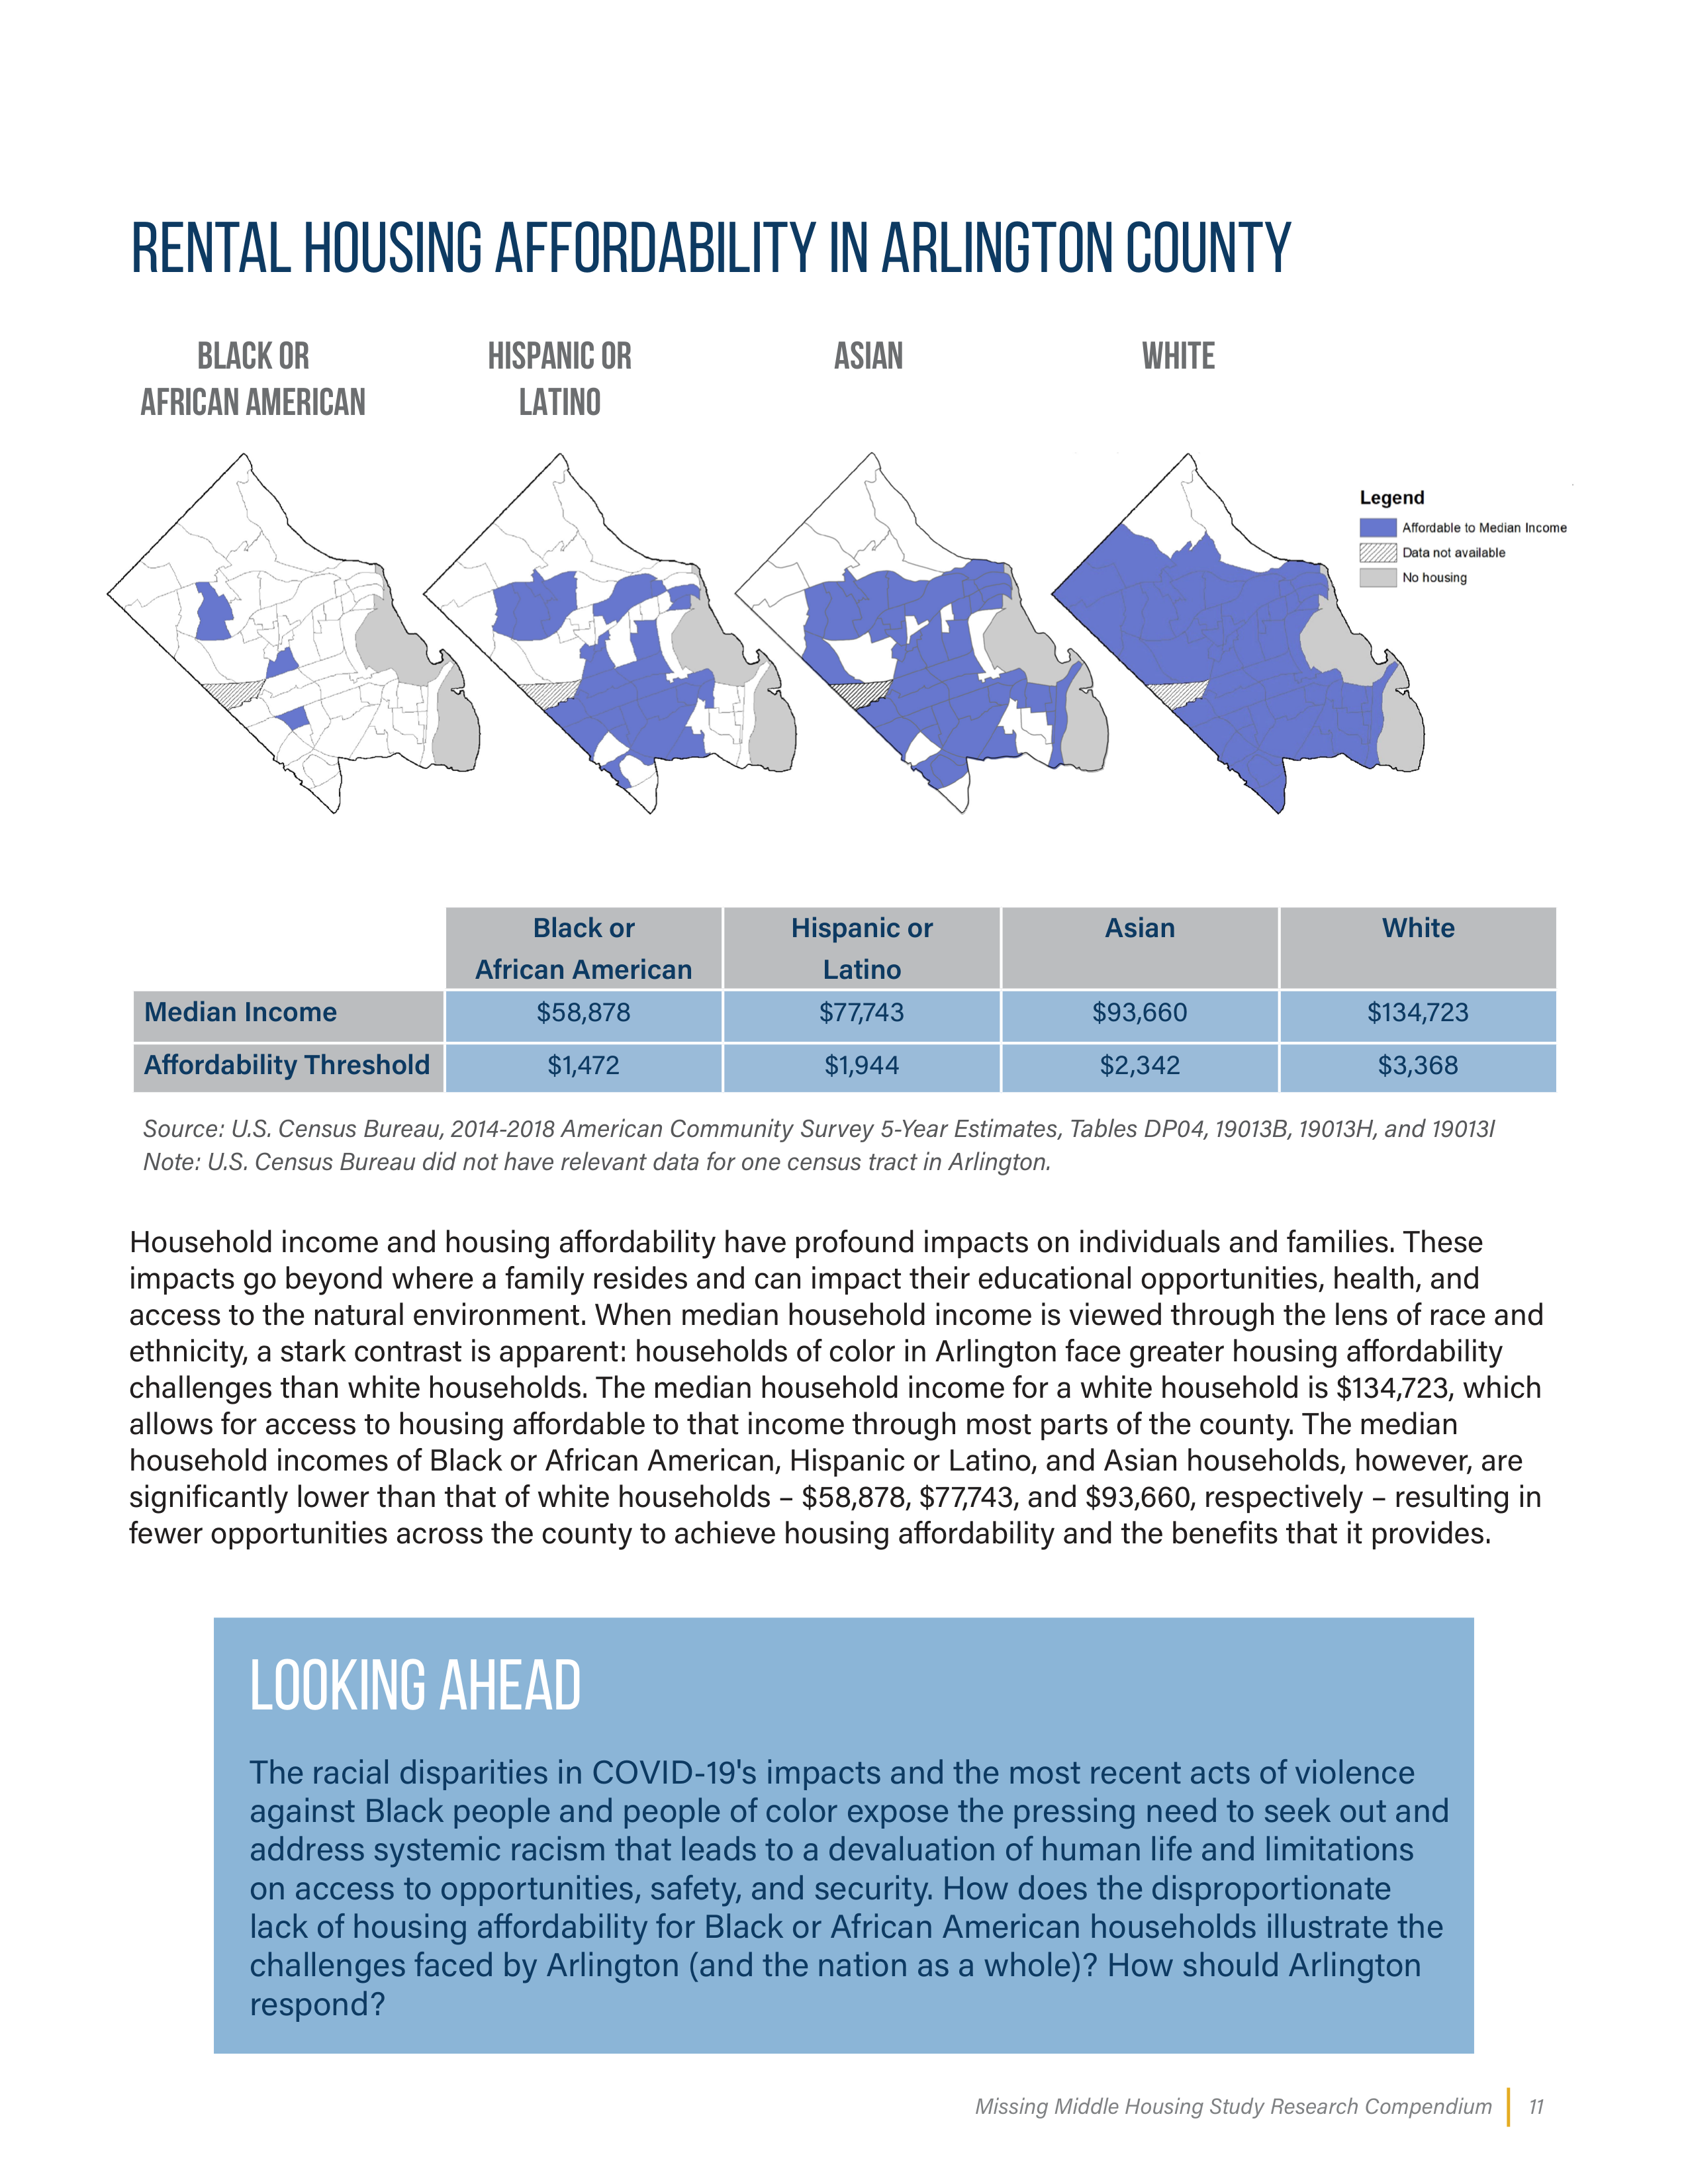 RENTAL HOUSING AFFORDABILITY IN ARLINGTON COUNTY
BLACK OR
AFRICAN AMERICAN
HISPANIC OR
LATINO
ASIAN
WHITE
Legend
Affordable to Median Income
Data not available
No housing
Black or
African American
Hispanic or
Latino
Asian
White
Median Income $58,878 $77,743 $93,660 $134,723
Affordability Threshold $1,472 $1,944 $2,342 $3,368
Source: U.S. Census Bureau, 2014-2018 American Community Survey 5-Year Estimates, Tables DP04, 19013B, 19013H, and 19013I
Note: U.S. Census Bureau did not have relevant data for one census tract in Arlington.
Household income and housing affordability have profound impacts on individuals and families. These
impacts go beyond where a family resides and can impact their educational opportunities, health, and
access to the natural environment. When median household income is viewed through the lens of race and
ethnicity, a stark contrast is apparent: households of color in Arlington face greater housing affordability
challenges than white households. The median household income for a white household is $134,723, which
allows for access to housing affordable to that income through most parts of the county. The median
household incomes of Black or African American, Hispanic or Latino, and Asian households, however, are
significantly lower than that of white households – $58,878, $77,743, and $93,660, respectively – resulting in
fewer opportunities across the county to achieve housing affordability and the benefits that it provides.
LOOKING AHEAD
The racial disparities in COVID-19's impacts and the most recent acts of violence
against Black people and people of color expose the pressing need to seek out and
address systemic racism that leads to a devaluation of human life and limitations
on access to opportunities, safety, and security. How does the disproportionate
lack of housing affordability for Black or African American households illustrate the
challenges faced by Arlington (and the nation as a whole)? How should Arlington
respond?
Missing Middle Housing Study Research Compendium 11